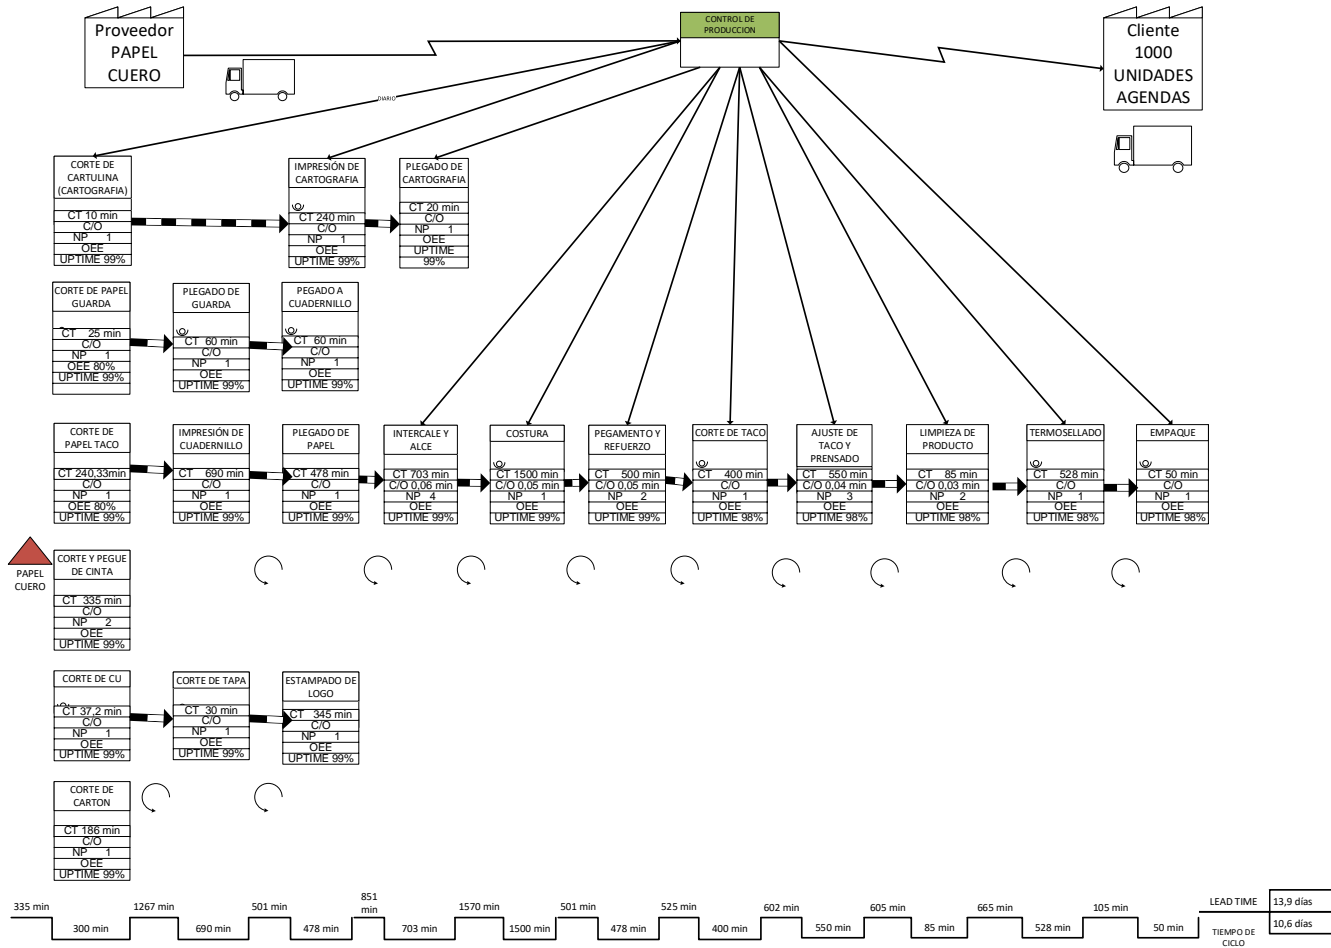 Proveedor
PAPEL
CUERO
CONTROL DE
PRODUCCION
Cliente
1000
UNIDADES
AGENDAS
DIARIO
CORTE DE
CARTULINA
(CARTOGRAFIA)
CT 10 min
C/O
NP 1
OEE
UPTIME 99%
IMPRESIÓN DE
CARTOGRAFIA
CT 240 min
C/O
NP 1
OEE
UPTIME 99%
PLEGADO DE
CARTOGRAFIA
CT 20 min
C/O
NP 1
OEE
UPTIME
99%
CORTE DE PAPEL
GUARDA
CT 25 min
C/O
NP 1
OEE 80%
UPTIME 99%
PLEGADO DE
GUARDA
CT 60 min
C/O
NP 1
OEE
UPTIME 99%
PEGADO A
CUADERNILLO
CT 60 min
C/O
NP 1
OEE
UPTIME 99%
CORTE DE
PAPEL TACO
CT 240,33min
C/O
NP 1
OEE 80%
UPTIME 99%
IMPRESIÓN DE
CUADERNILLO
CT 690 min
C/O
NP 1
OEE
UPTIME 99%
PLEGADO DE
PAPEL
CT 478 min
C/O
NP 1
OEE
UPTIME 99%
INTERCALE Y
ALCE
CT 703 min
C/O 0,06 min
NP 4
OEE
UPTIME 99%
COSTURA
CT 1500 min
C/O 0,05 min
NP 1
OEE
UPTIME 99%
PEGAMENTO Y
REFUERZO
CT 500 min
C/O 0,05 min
NP 2
OEE
UPTIME 99%
CORTE DE TACO
CT 400 min
C/O
NP 1
OEE
UPTIME 98%
AJUSTE DE
TACO Y
PRENSADO
CT 550 min
C/O 0,04 min
NP 3
OEE
UPTIME 98%
LIMPIEZA DE
PRODUCTO
CT 85 min
C/O 0,03 min
NP 2
OEE
UPTIME 98%
TERMOSELLADO
CT 528 min
C/O
NP 1
OEE
UPTIME 98%
EMPAQUE
CT 50 min
C/O
NP 1
OEE
UPTIME 98%
PAPEL
CUERO
CORTE Y PEGUE
DE CINTA
CT 335 min
C/O
NP 2
OEE
UPTIME 99%
CORTE DE CU
CT 37,2 min
C/O
NP 1
OEE
UPTIME 99%
CORTE DE TAPA
CT 30 min
C/O
NP 1
OEE
UPTIME 99%
ESTAMPADO DE
LOGO
CT 345 min
C/O
NP 1
OEE
UPTIME 99%
CORTE DE
CARTON
CT 186 min
C/O
NP 1
OEE
UPTIME 99%
335 min
300 min
1267 min
690 min
501 min
478 min
851
min
703 min
1570 min
1500 min
501 min
478 min
525 min
400 min
602 min
550 min
605 min
85 min
665 min
528 min
105 min
50 min
LEAD TIME
13,9 días
TIEMPO DE
CICLO
10,6 días